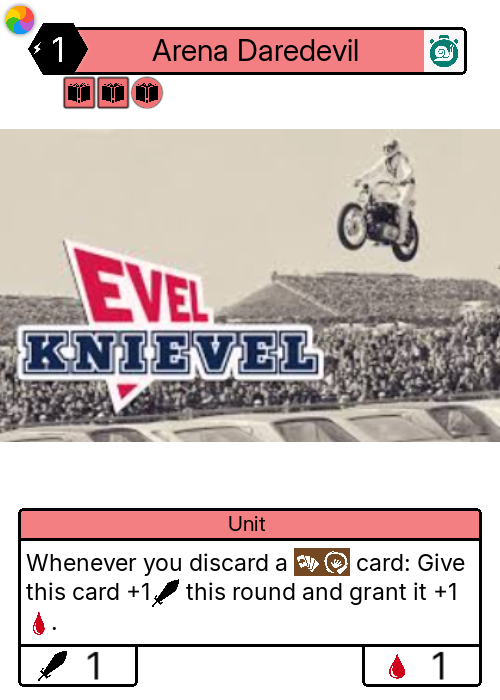 1
Arena Daredevil
EVEL
KNIEVEL
Unit
Whenever you discard a card: Give
this card +1 this round and grant it +1
.
1
1